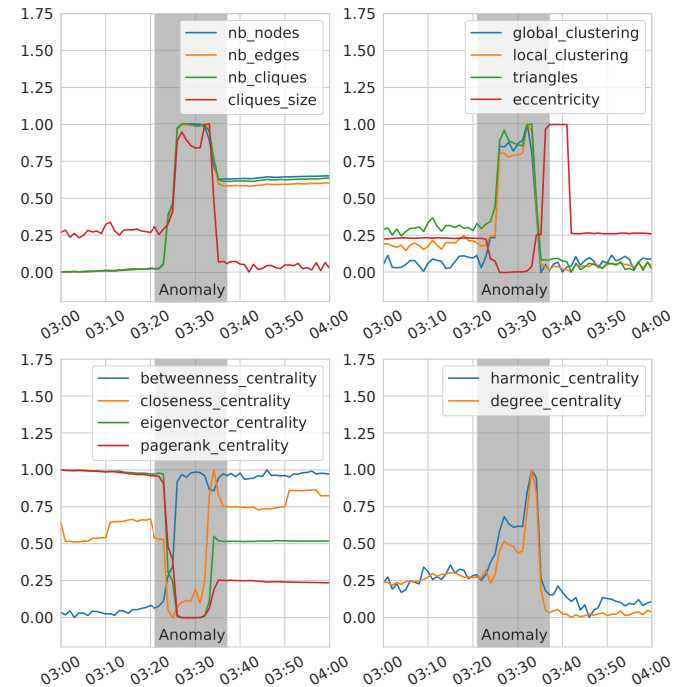 1.75
1.50
1.25
1.00
0.75
0.50
0.25
0.00
nb_nodes
nb_edges
nb_cliques
cliques_size
Anomaly
03:00 03:10 03:20 03:30 03:40 03:50 04:00
1.75
1.50
1.25
1.00
0.75
0.50
0.25
0.00
global_clustering
local_clustering
triangles
eccentricity
Anomaly
03:00 03:10 03:20 03:30 03:40 03:50 04:00
1.75
1.50
1.25
1.00
0.75
0.50
0.25
0.00
betweenness_centrality
closeness_centrality
eigenvector_centrality
pagerank_centrality
Anomaly
03:00 03:10 03:20 03:30 03:40 03:50 04:00
1.75
1.50
1.25
1.00
0.75
0.50
0.25
0.00
harmonic_centrality
degree_centrality
Anomaly
03:00 03:10 03:20 03:30 03:40 03:50 04:00